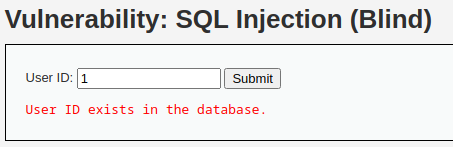 Vulnerability: SQL Injection (Blind)
User ID: 1 Submit
User ID exists in the database.